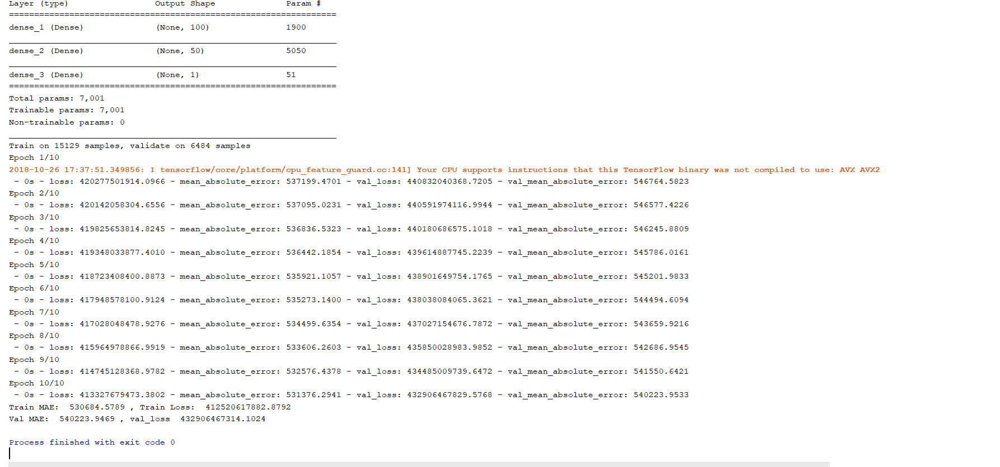 Layer (type)                 Output Shape              Param #
=================================================================
dense_1 (Dense)              (None, 100)               1900
_________________________________________________________________
dense_2 (Dense)              (None, 50)                5050
_________________________________________________________________
dense_3 (Dense)              (None, 1)                 51
=================================================================
Total params: 7,001
Trainable params: 7,001
Non-trainable params: 0
_________________________________________________________________
Train on 15129 samples, validate on 6484 samples
Epoch 1/10
2018-10-26 17:37:51.349856: I tensorflow/core/platform/cpu_feature_guard.cc:141] Your CPU supports instructions that this TensorFlow binary was not compiled to use: AVX AVX2
 - 0s - loss: 420277501914.0966 - mean_absolute_error: 537199.4701 - val_loss: 440832040368.7205 - val_mean_absolute_error: 546764.5823
Epoch 2/10
 - 0s - loss: 420142058304.6556 - mean_absolute_error: 537095.0231 - val_loss: 440591974116.9944 - val_mean_absolute_error: 546577.4226
Epoch 3/10
 - 0s - loss: 419825653814.8245 - mean_absolute_error: 536836.5323 - val_loss: 440180686575.1018 - val_mean_absolute_error: 546245.8809
Epoch 4/10
 - 0s - loss: 419348033877.4010 - mean_absolute_error: 536442.1854 - val_loss: 439614887745.2239 - val_mean_absolute_error: 545786.0161
Epoch 5/10
 - 0s - loss: 418723408400.8873 - mean_absolute_error: 535921.1057 - val_loss: 438901649754.1765 - val_mean_absolute_error: 545201.9833
Epoch 6/10
 - 0s - loss: 417948578100.9124 - mean_absolute_error: 535273.1400 - val_loss: 438038084065.3621 - val_mean_absolute_error: 544494.6094
Epoch 7/10
 - 0s - loss: 417028048478.9276 - mean_absolute_error: 534499.6354 - val_loss: 437027154676.7872 - val_mean_absolute_error: 543659.9216
Epoch 8/10
 - 0s - loss: 415964978866.9919 - mean_absolute_error: 533606.2603 - val_loss: 435850028983.9852 - val_mean_absolute_error: 542686.9545
Epoch 9/10
 - 0s - loss: 414745128368.9782 - mean_absolute_error: 532576.4378 - val_loss: 434485009739.6472 - val_mean_absolute_error: 541550.6421
Epoch 10/10
 - 0s - loss: 413327679473.3802 - mean_absolute_error: 531376.2941 - val_loss: 432906467829.5768 - val_mean_absolute_error: 540223.9533
Train MAE:  530684.5789 , Train Loss:  412520617882.8792
Val MAE:  540223.9469 , val_loss  432906467314.1024
Process finished with exit code 0